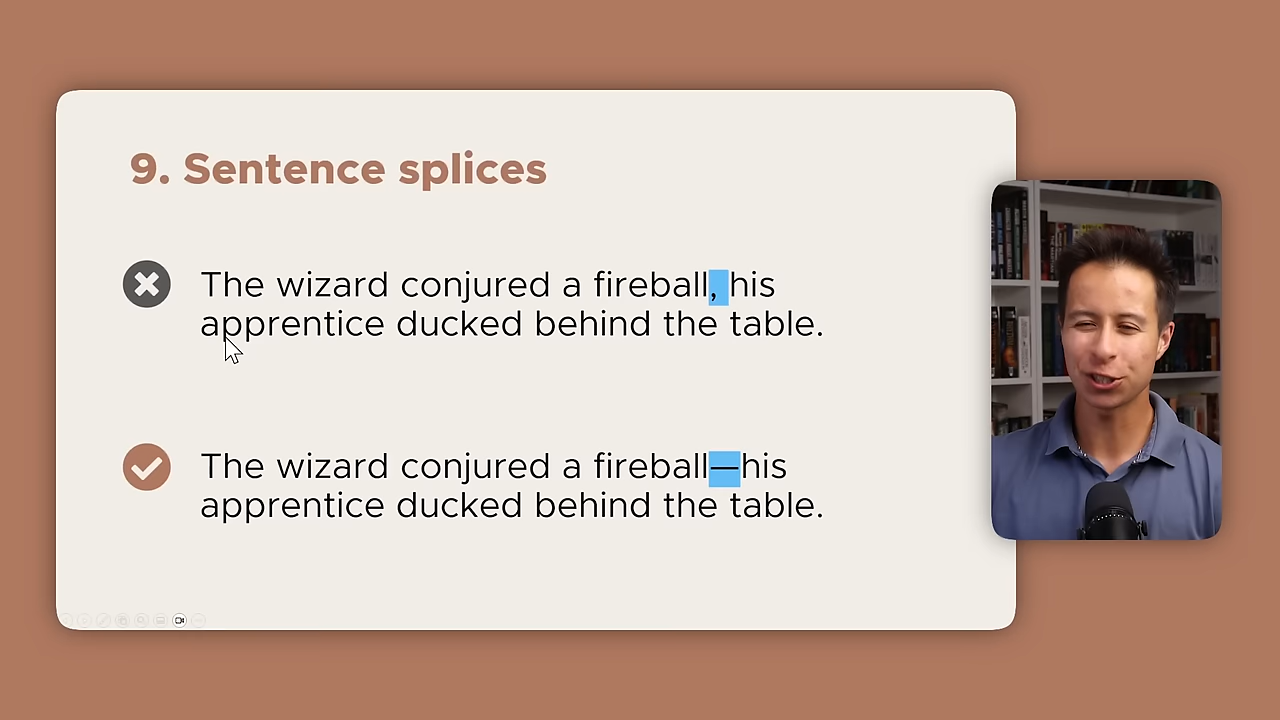 9. Sentence splices
The wizard conjured a fireball, his
apprentice ducked behind the table.
The wizard conjured a fireball—his
apprentice ducked behind the table.